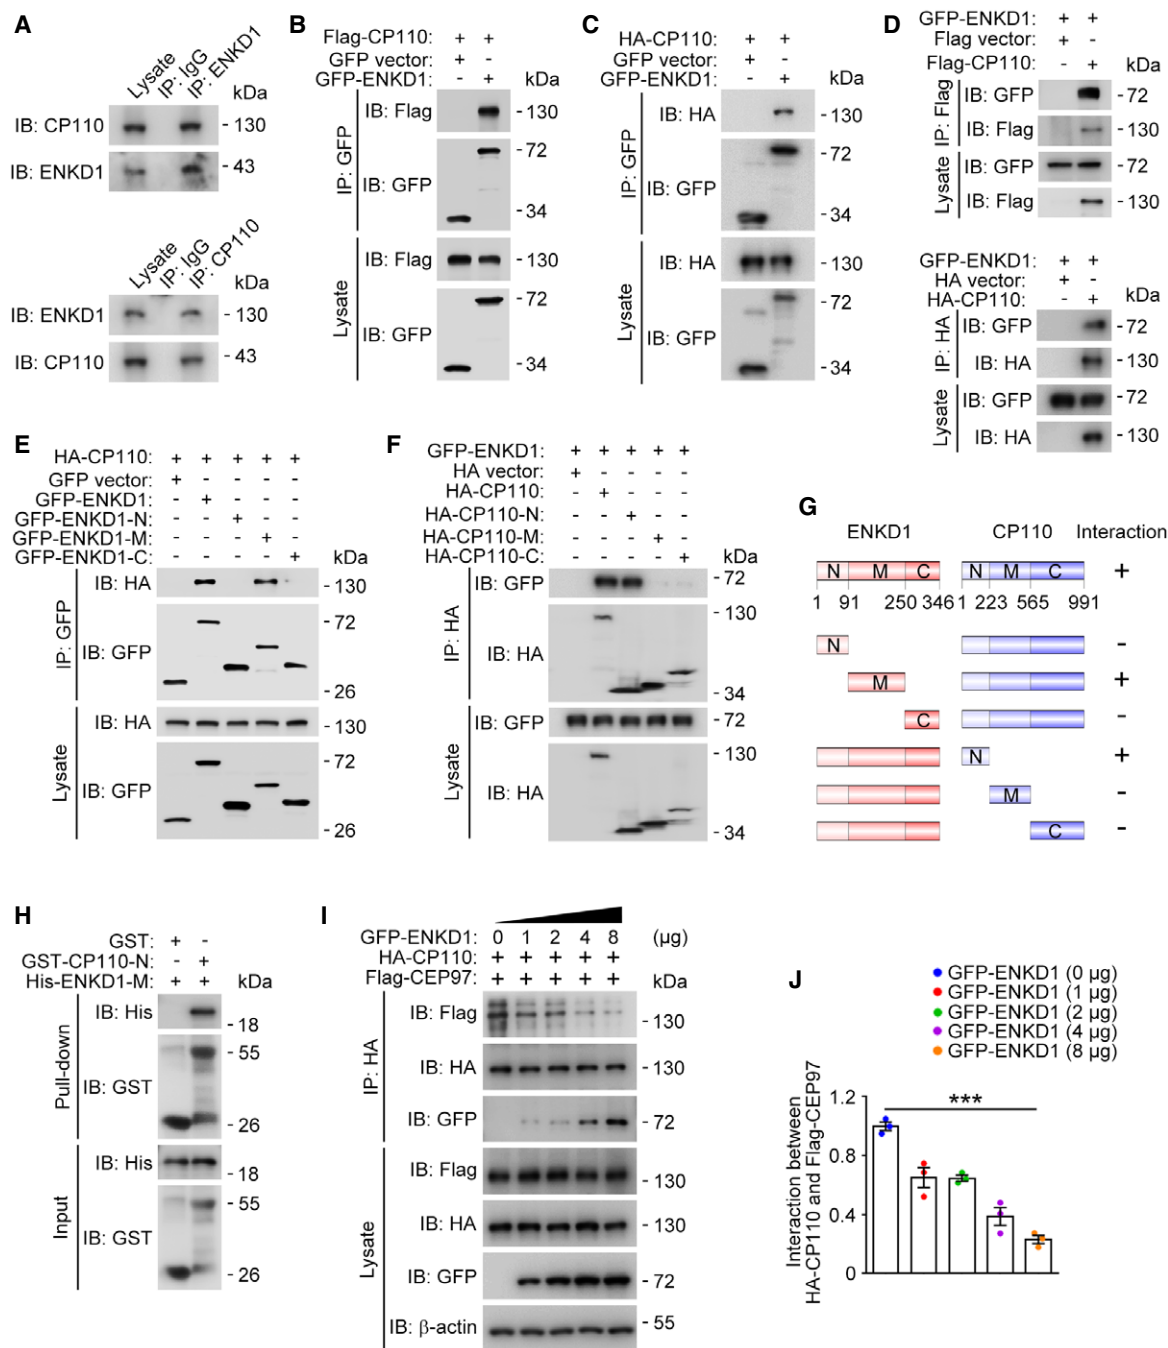 A
Lysate
IP: IgG
IP: ENKD1
kDa
IB: CP110
- 130
IB: ENKD1
- 43
Lysate
IP: IgG
IP: CP110
kDa
IB: ENKD1
- 130
IB: CP110
- 43
B
Flag-CP110: + +
GFP vector: + -
GFP-ENKD1: - +
kDa
IP: GFP
IB: Flag - 130
- 72
IB: GFP
- 34
Lysate
IB: Flag - 130
- 72
IB: GFP
- 34
C
HA-CP110: + +
GFP vector: + -
GFP-ENKD1: - +
kDa
IP: GFP
IB: HA - 130
- 72
IB: GFP
- 34
Lysate
IB: HA - 130
- 72
IB: GFP
- 34
D
GFP-ENKD1: + +
Flag vector: + -
Flag-CP110: - +
kDa
IP: Flag
IB: GFP - 72
IB: Flag - 130
Lysate
IB: GFP - 72
IB: Flag - 130
GFP-ENKD1: + +
HA vector: + -
HA-CP110: - +
kDa
IP: HA
IB: GFP - 72
IB: HA - 130
Lysate
IB: GFP - 72
IB: HA - 130
E
HA-CP110: + + + + +
GFP vector: + - - - -
GFP-ENKD1: - + - - -
GFP-ENKD1-N: - - + - -
GFP-ENKD1-M: - - - + -
GFP-ENKD1-C: - - - - +
kDa
IP: GFP
IB: HA - 130
- 72
IB: GFP
- 26
Lysate
IB: HA - 130
- 72
IB: GFP
- 26
F
GFP-ENKD1: + + + + +
HA vector: + - - - -
HA-CP110: - + - - -
HA-CP110-N: - - + - -
HA-CP110-M: - - - + -
HA-CP110-C: - - - - +
kDa
IP: HA
IB: GFP - 72
- 130
IB: HA
- 34
Lysate
IB: GFP - 72
- 130
IB: HA
- 34
G
ENKD1 CP110 Interaction
N M C N M C +
1 91 250 346 1 223 565 991
N -
M +
C -
N +
M -
C -
H
GST: + -
GST-CP110-N: - +
His-ENKD1-M: + +
kDa
Pull-down
IB: His - 18
- 55
IB: GST
- 26
Input
IB: His - 18
- 55
IB: GST
- 26
I
GFP-ENKD1: 0 1 2 4 8 (µg)
HA-CP110: + + + + +
Flag-CEP97: + + + + +
kDa
IP: HA
IB: Flag - 130
IB: HA - 130
IB: GFP - 72
Lysate
IB: Flag - 130
IB: HA - 130
IB: GFP - 72
IB: β-actin - 55
J
GFP-ENKD1 (0 µg)
GFP-ENKD1 (1 µg)
GFP-ENKD1 (2 µg)
GFP-ENKD1 (4 µg)
GFP-ENKD1 (8 µg)
Interaction between
HA-CP110 and Flag-CEP97
1.2
0.8
0.4
0
***